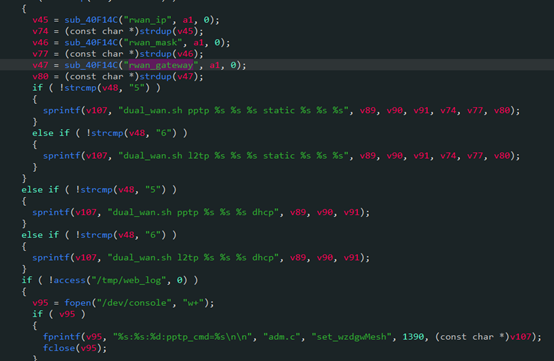 {
v45 = sub_40F14C("rwan_ip", a1, 0);
v74 = (const char *)strdup(v45);
v46 = sub_40F14C("rwan_mask", a1, 0);
v77 = (const char *)strdup(v46);
v47 = sub_40F14C("rwan_gateway", a1, 0);
v80 = (const char *)strdup(v47);
if ( !strcmp(v48, "5") )
{
sprintf(v107, "dual_wan.sh pptp %s %s %s static %s %s %s", v89, v90, v91, v74, v77, v80);
}
else if ( !strcmp(v48, "6") )
{
sprintf(v107, "dual_wan.sh l2tp %s %s %s static %s %s %s", v89, v90, v91, v74, v77, v80);
}
}
else if ( !strcmp(v48, "5") )
{
sprintf(v107, "dual_wan.sh pptp %s %s %s dhcp", v89, v90, v91);
}
else if ( !strcmp(v48, "6") )
{
sprintf(v107, "dual_wan.sh l2tp %s %s %s dhcp", v89, v90, v91);
}
if ( !access("/tmp/web_log", 0) )
{
v95 = fopen("/dev/console", "w+");
if ( v95 )
{
fprintf(v95, "%s:%s:%d:pptp_cmd=%s\n\n", "adm.c", "set_wzdgwMesh", 1390, (const char *)v107);
fclose(v95);